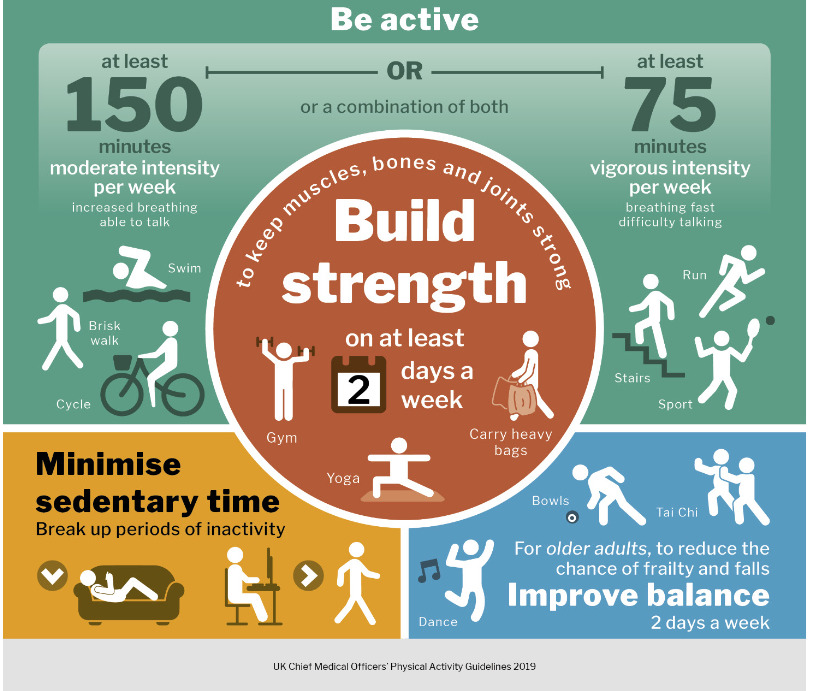 Be active
at least
150
minutes
moderate intensity
per week
increased breathing
able to talk
OR
or a combination of both
at least
75
minutes
vigorous intensity
per week
breathing fast
difficulty talking
Swim
Brisk
walk
Cycle
to keep muscles, bones and joints strong
Build
strength
on at least
2
days a
week
Gym
Yoga
Carry heavy
bags
Run
Stairs
Sport
Minimise
sedentary time
Break up periods of inactivity
Bowls
Tai Chi
Dance
For older adults, to reduce the
chance of frailty and falls
Improve balance
2 days a week
UK Chief Medical Officers' Physical Activity Guidelines 2019